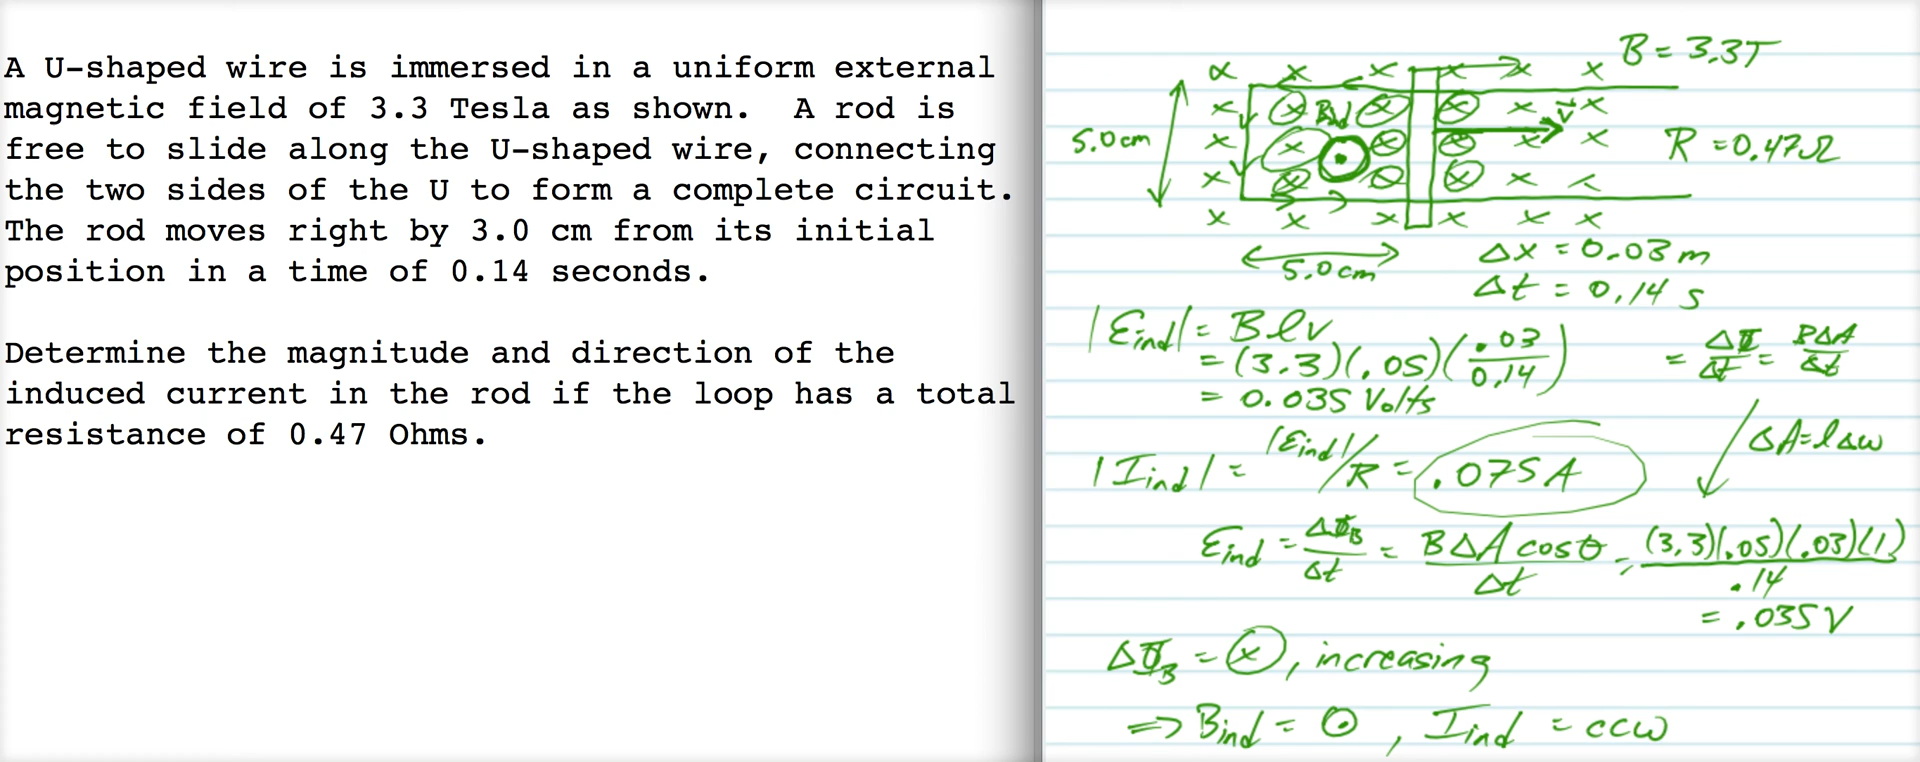 A U-shaped wire is immersed in a uniform external
magnetic field of 3.3 Tesla as shown.  A rod is
free to slide along the U-shaped wire, connecting
the two sides of the U to form a complete circuit.
The rod moves right by 3.0 cm from its initial
position in a time of 0.14 seconds.
Determine the magnitude and direction of the
induced current in the rod if the loop has a total
resistance of 0.47 Ohms.
B = 3.3T
Bind
v⃗
5.0cm
R = 0.47Ω
5.0cm
Δx = 0.03m
Δt = 0.14 s
|Eind| = Blv
= (3.3)(.05)(.03/0.14)
= ΔΦ/Δt = BΔA/Δt
= 0.035 Volts
ΔA = lΔw
|Iind| = |Eind|/R = .075A
Eind = ΔΦB/Δt = BΔA cosθ/Δt = (3.3)(.05)(.03)(1)/.14
= .035V
ΔΦB = ⊗, increasing
⇒ Bind = ⊙, Iind = ccw